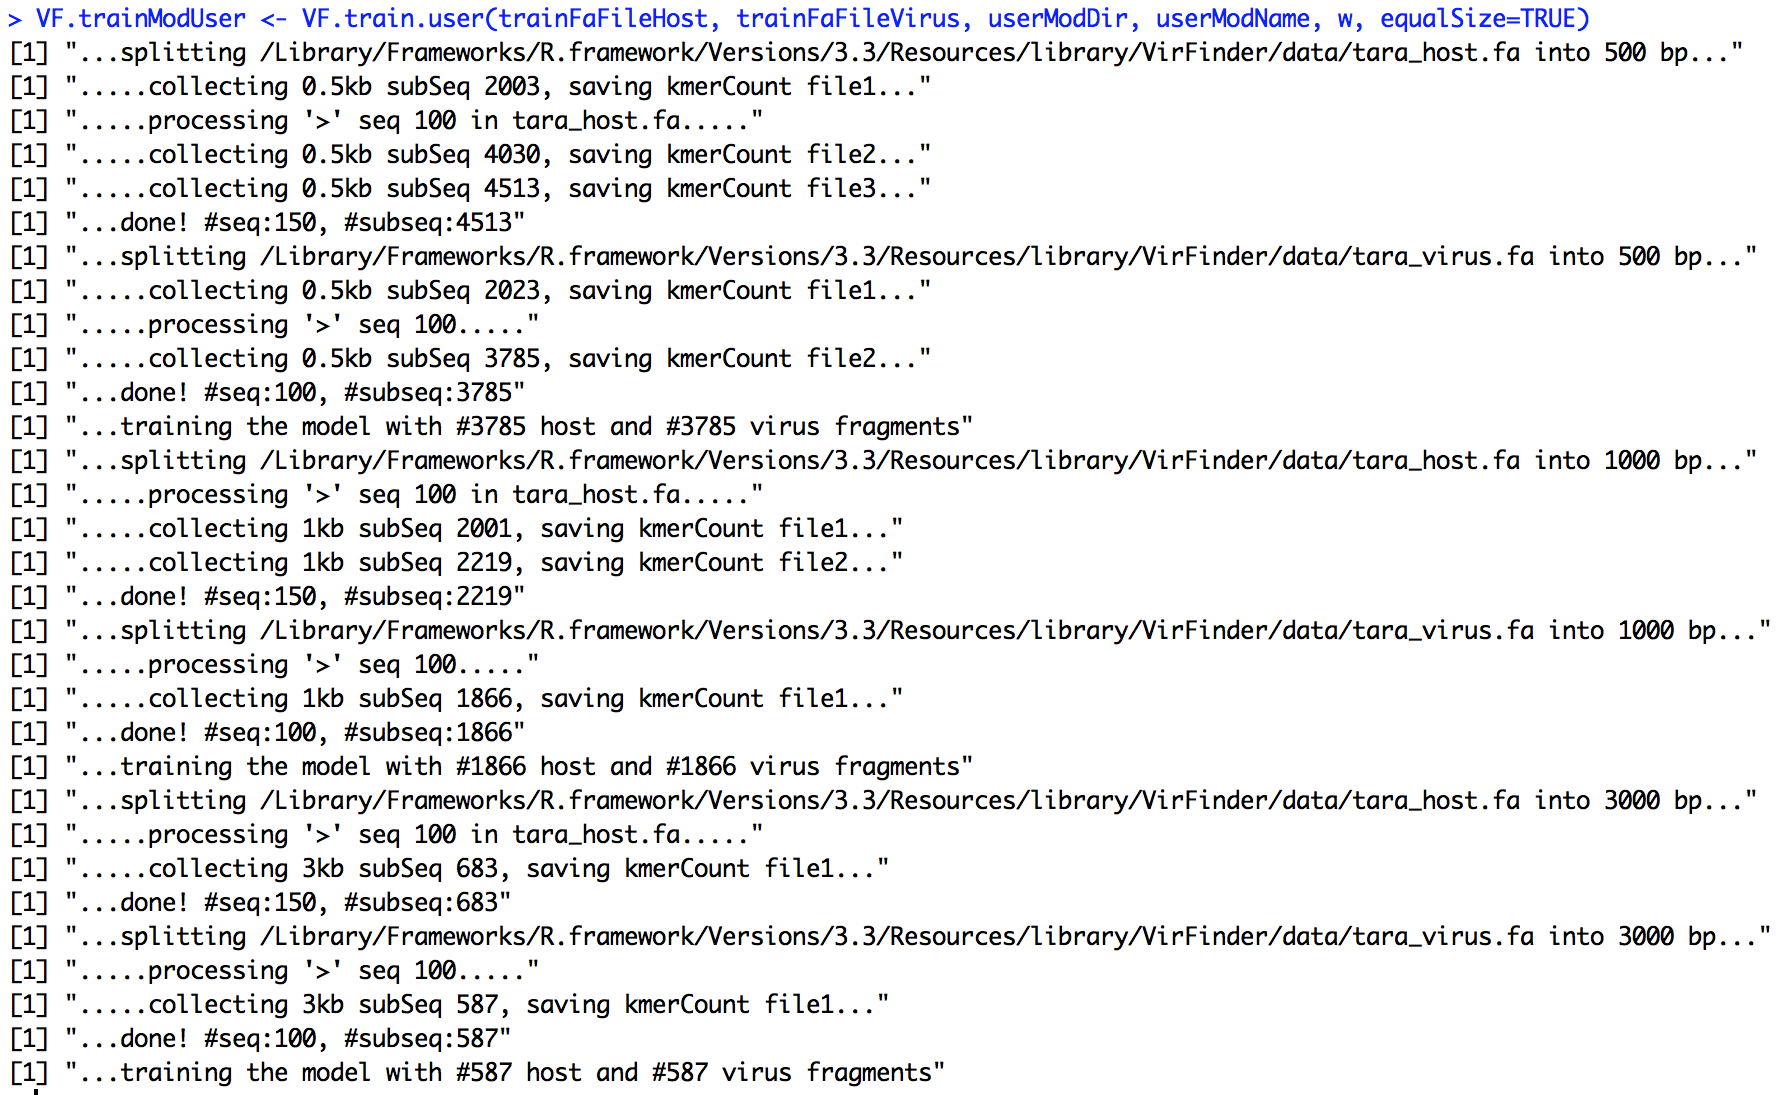 > VF.trainModUser <- VF.train.user(trainFaFileHost, trainFaFileVirus, userModDir, userModName, w, equalSize=TRUE)
[1] "...splitting /Library/Frameworks/R.framework/Versions/3.3/Resources/library/VirFinder/data/tara_host.fa into 500 bp..."
[1] ".....collecting 0.5kb subSeq 2003, saving kmerCount file1..."
[1] ".....processing '>' seq 100 in tara_host.fa....."
[1] ".....collecting 0.5kb subSeq 4030, saving kmerCount file2..."
[1] ".....collecting 0.5kb subSeq 4513, saving kmerCount file3..."
[1] "...done! #seq:150, #subseq:4513"
[1] "...splitting /Library/Frameworks/R.framework/Versions/3.3/Resources/library/VirFinder/data/tara_virus.fa into 500 bp..."
[1] ".....collecting 0.5kb subSeq 2023, saving kmerCount file1..."
[1] ".....processing '>' seq 100....."
[1] ".....collecting 0.5kb subSeq 3785, saving kmerCount file2..."
[1] "...done! #seq:100, #subseq:3785"
[1] "...training the model with #3785 host and #3785 virus fragments"
[1] "...splitting /Library/Frameworks/R.framework/Versions/3.3/Resources/library/VirFinder/data/tara_host.fa into 1000 bp..."
[1] ".....processing '>' seq 100 in tara_host.fa....."
[1] ".....collecting 1kb subSeq 2001, saving kmerCount file1..."
[1] ".....collecting 1kb subSeq 2219, saving kmerCount file2..."
[1] "...done! #seq:150, #subseq:2219"
[1] "...splitting /Library/Frameworks/R.framework/Versions/3.3/Resources/library/VirFinder/data/tara_virus.fa into 1000 bp..."
[1] ".....processing '>' seq 100....."
[1] ".....collecting 1kb subSeq 1866, saving kmerCount file1..."
[1] "...done! #seq:100, #subseq:1866"
[1] "...training the model with #1866 host and #1866 virus fragments"
[1] "...splitting /Library/Frameworks/R.framework/Versions/3.3/Resources/library/VirFinder/data/tara_host.fa into 3000 bp..."
[1] ".....processing '>' seq 100 in tara_host.fa....."
[1] ".....collecting 3kb subSeq 683, saving kmerCount file1..."
[1] "...done! #seq:150, #subseq:683"
[1] "...splitting /Library/Frameworks/R.framework/Versions/3.3/Resources/library/VirFinder/data/tara_virus.fa into 3000 bp..."
[1] ".....processing '>' seq 100....."
[1] ".....collecting 3kb subSeq 587, saving kmerCount file1..."
[1] "...done! #seq:100, #subseq:587"
[1] "...training the model with #587 host and #587 virus fragments"